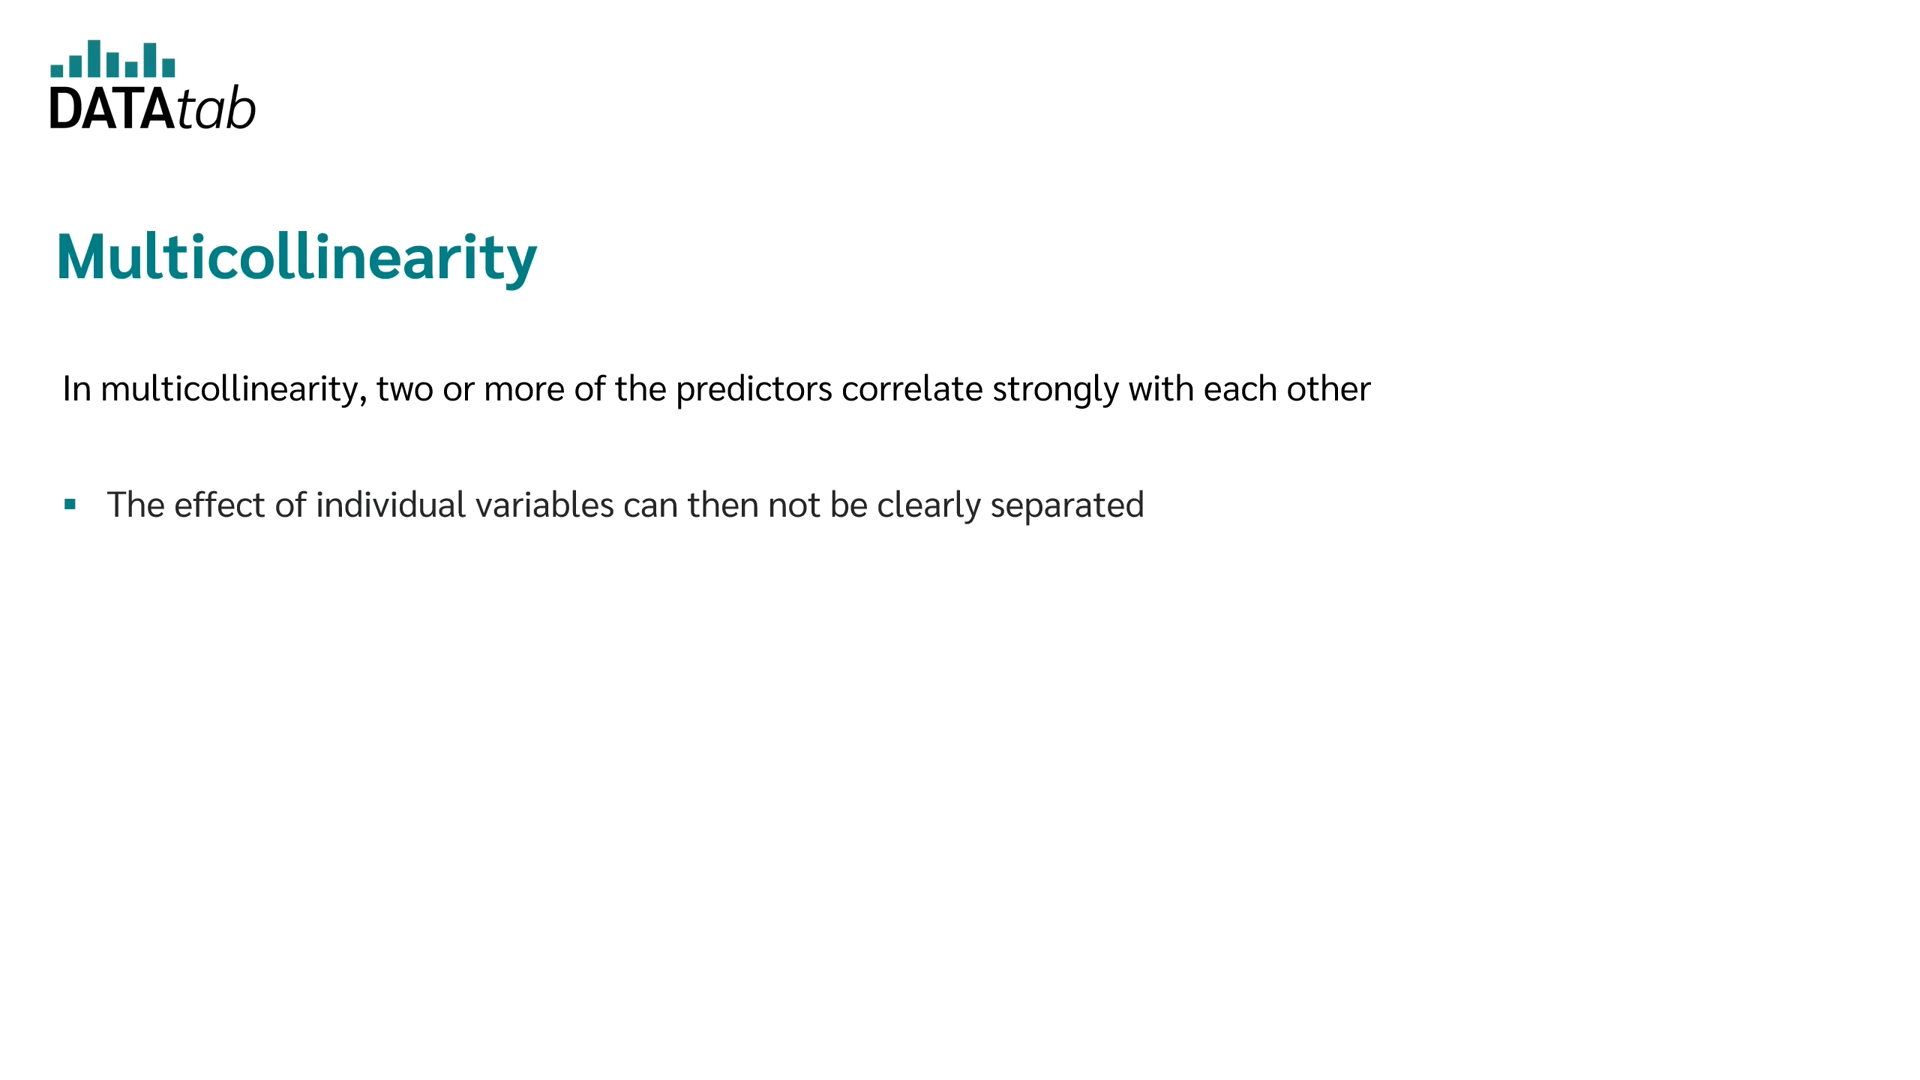 DATAtab
Multicollinearity
In multicollinearity, two or more of the predictors correlate strongly with each other
▪ The effect of individual variables can then not be clearly separated